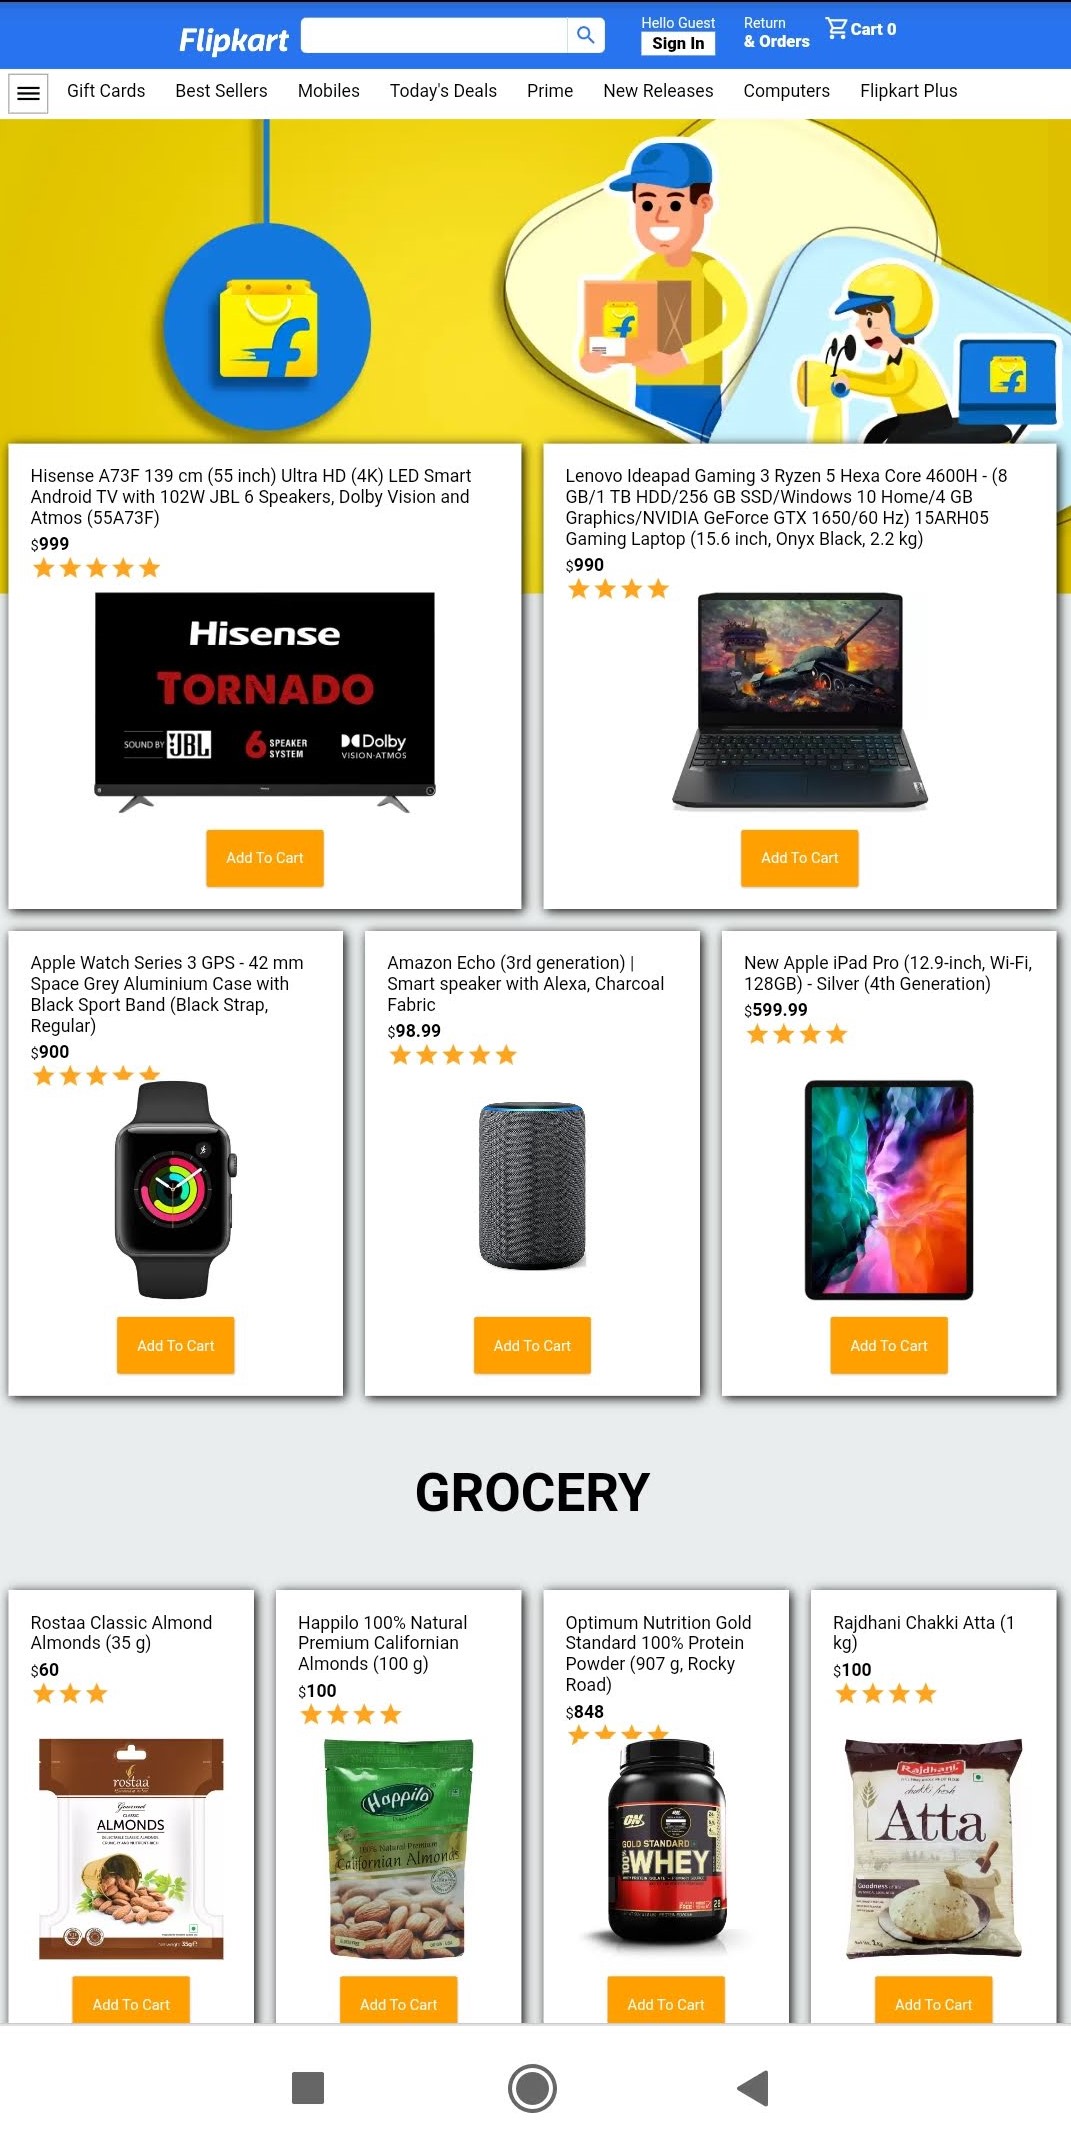 Flipkart
Hello Guest
Sign In
Return
& Orders
Cart 0
Gift Cards Best Sellers Mobiles Today's Deals Prime New Releases Computers Flipkart Plus
Hisense A73F 139 cm (55 inch) Ultra HD (4K) LED Smart
Android TV with 102W JBL 6 Speakers, Dolby Vision and
Atmos (55A73F)
$999
Hisense
TORNADO
SOUND BY JBL
6 SPEAKER
SYSTEM
Dolby
VISION·ATMOS
Add To Cart
Lenovo Ideapad Gaming 3 Ryzen 5 Hexa Core 4600H - (8
GB/1 TB HDD/256 GB SSD/Windows 10 Home/4 GB
Graphics/NVIDIA GeForce GTX 1650/60 Hz) 15ARH05
Gaming Laptop (15.6 inch, Onyx Black, 2.2 kg)
$990
Add To Cart
Apple Watch Series 3 GPS - 42 mm
Space Grey Aluminium Case with
Black Sport Band (Black Strap,
Regular)
$900
Add To Cart
Amazon Echo (3rd generation) |
Smart speaker with Alexa, Charcoal
Fabric
$98.99
Add To Cart
New Apple iPad Pro (12.9-inch, Wi-Fi,
128GB) - Silver (4th Generation)
$599.99
Add To Cart
GROCERY
Rostaa Classic Almond
Almonds (35 g)
$60
rostaa
Gourmet
CLASSIC
ALMONDS
35g
Add To Cart
Happilo 100% Natural
Premium Californian
Almonds (100 g)
$100
Happilo
100% Natural Premium
Californian Almonds
Add To Cart
Optimum Nutrition Gold
Standard 100% Protein
Powder (907 g, Rocky
Road)
$848
ON
GOLD STANDARD
100% WHEY
Add To Cart
Rajdhani Chakki Atta (1
kg)
$100
Rajdhani
chakki fresh
Atta
Goodness
Add To Cart